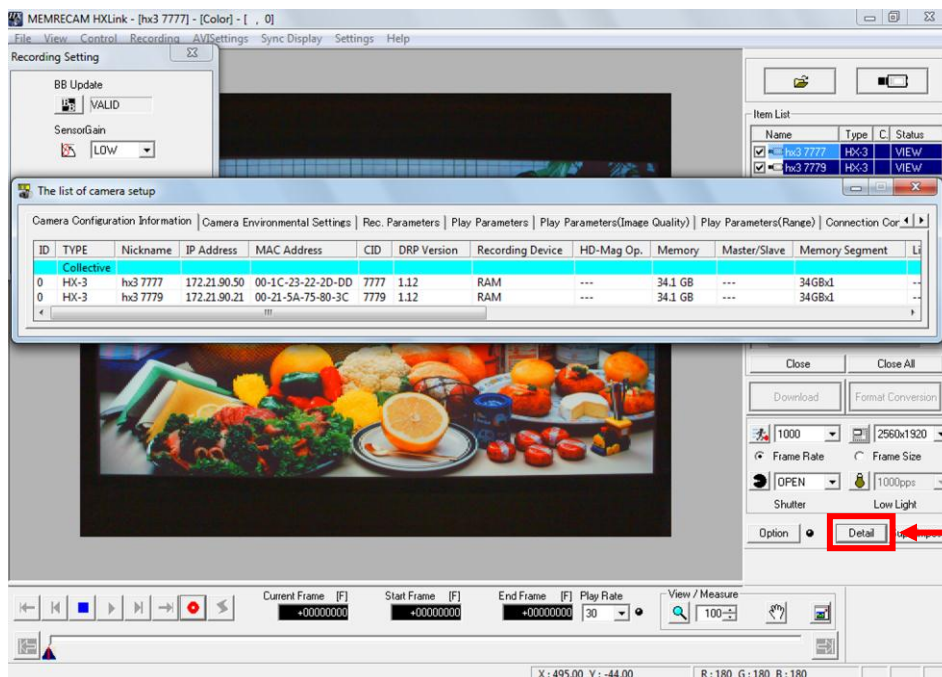 MEMRECAM HXLink - [hx3 7777] - [Color] - [ , 0]
File View Control Recording AVISettings Sync Display Settings Help
Recording Setting
BB Update
VALID
SensorGain
LOW
Item List
Name Type C. Status
hx3 7777 HX-3 VIEW
hx3 7779 HX-3 VIEW
The list of camera setup
Camera Configuration Information Camera Environmental Settings Rec. Parameters Play Parameters Play Parameters(Image Quality) Play Parameters(Range) Connection Cor
ID TYPE Nickname IP Address MAC Address CID DRP Version Recording Device HD-Mag Op. Memory Master/Slave Memory Segment Li
Collective
0 HX-3 hx3 7777 172.21.90.50 00-1C-23-22-2D-DD 7777 1.12 RAM --- 34.1 GB --- 34GBx1 --
0 HX-3 hx3 7779 172.21.90.21 00-21-5A-75-80-3C 7779 1.12 RAM --- 34.1 GB --- 34GBx1 --
Close Close All
Download Format Conversion
1000 2560x1920
Frame Rate Frame Size
OPEN 1000pps
Shutter Low Light
Option Detail
Current Frame [F] Start Frame [F] End Frame [F] Play Rate View / Measure
+00000000 +00000000 +00000000 30 100
X : 495.00 Y : -44.00 R : 180 G : 180 B : 180